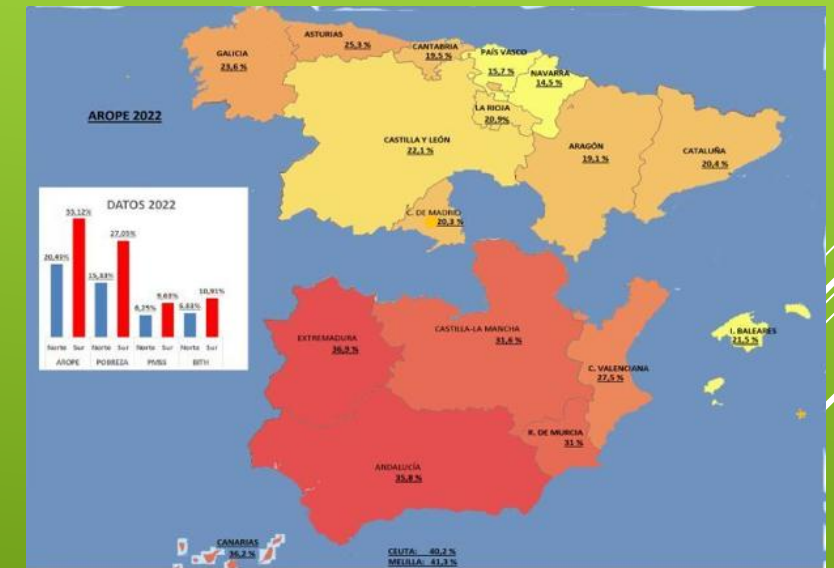 ASTURIAS
25,3 %
CANTABRIA
19,5 %
PAÍS VASCO
15,7 %
GALICIA
23,6 %
NAVARRA
14,5 %
LA RIOJA
20,9%
AROPE 2022
CASTILLA Y LEÓN
22,1 %
ARAGÓN
19,1 %
CATALUÑA
20,4 %
C. DE MADRID
20,3 %
DATOS 2022
33,12%
27,05%
20,43%
15,33%
6,25%
9,63%
6,83%
10,91%
Norte Sur Norte Sur Norte Sur Norte Sur
AROPE POBREZA PMSS BITH
EXTREMADURA
36,9 %
CASTILLA-LA MANCHA
31,6 %
I. BALEARES
21,5 %
C. VALENCIANA
27,5 %
R. DE MURCIA
31 %
ANDALUCÍA
35,8 %
CANARIAS
36,2 %
CEUTA: 40,2 %
MELILLA: 41,3 %